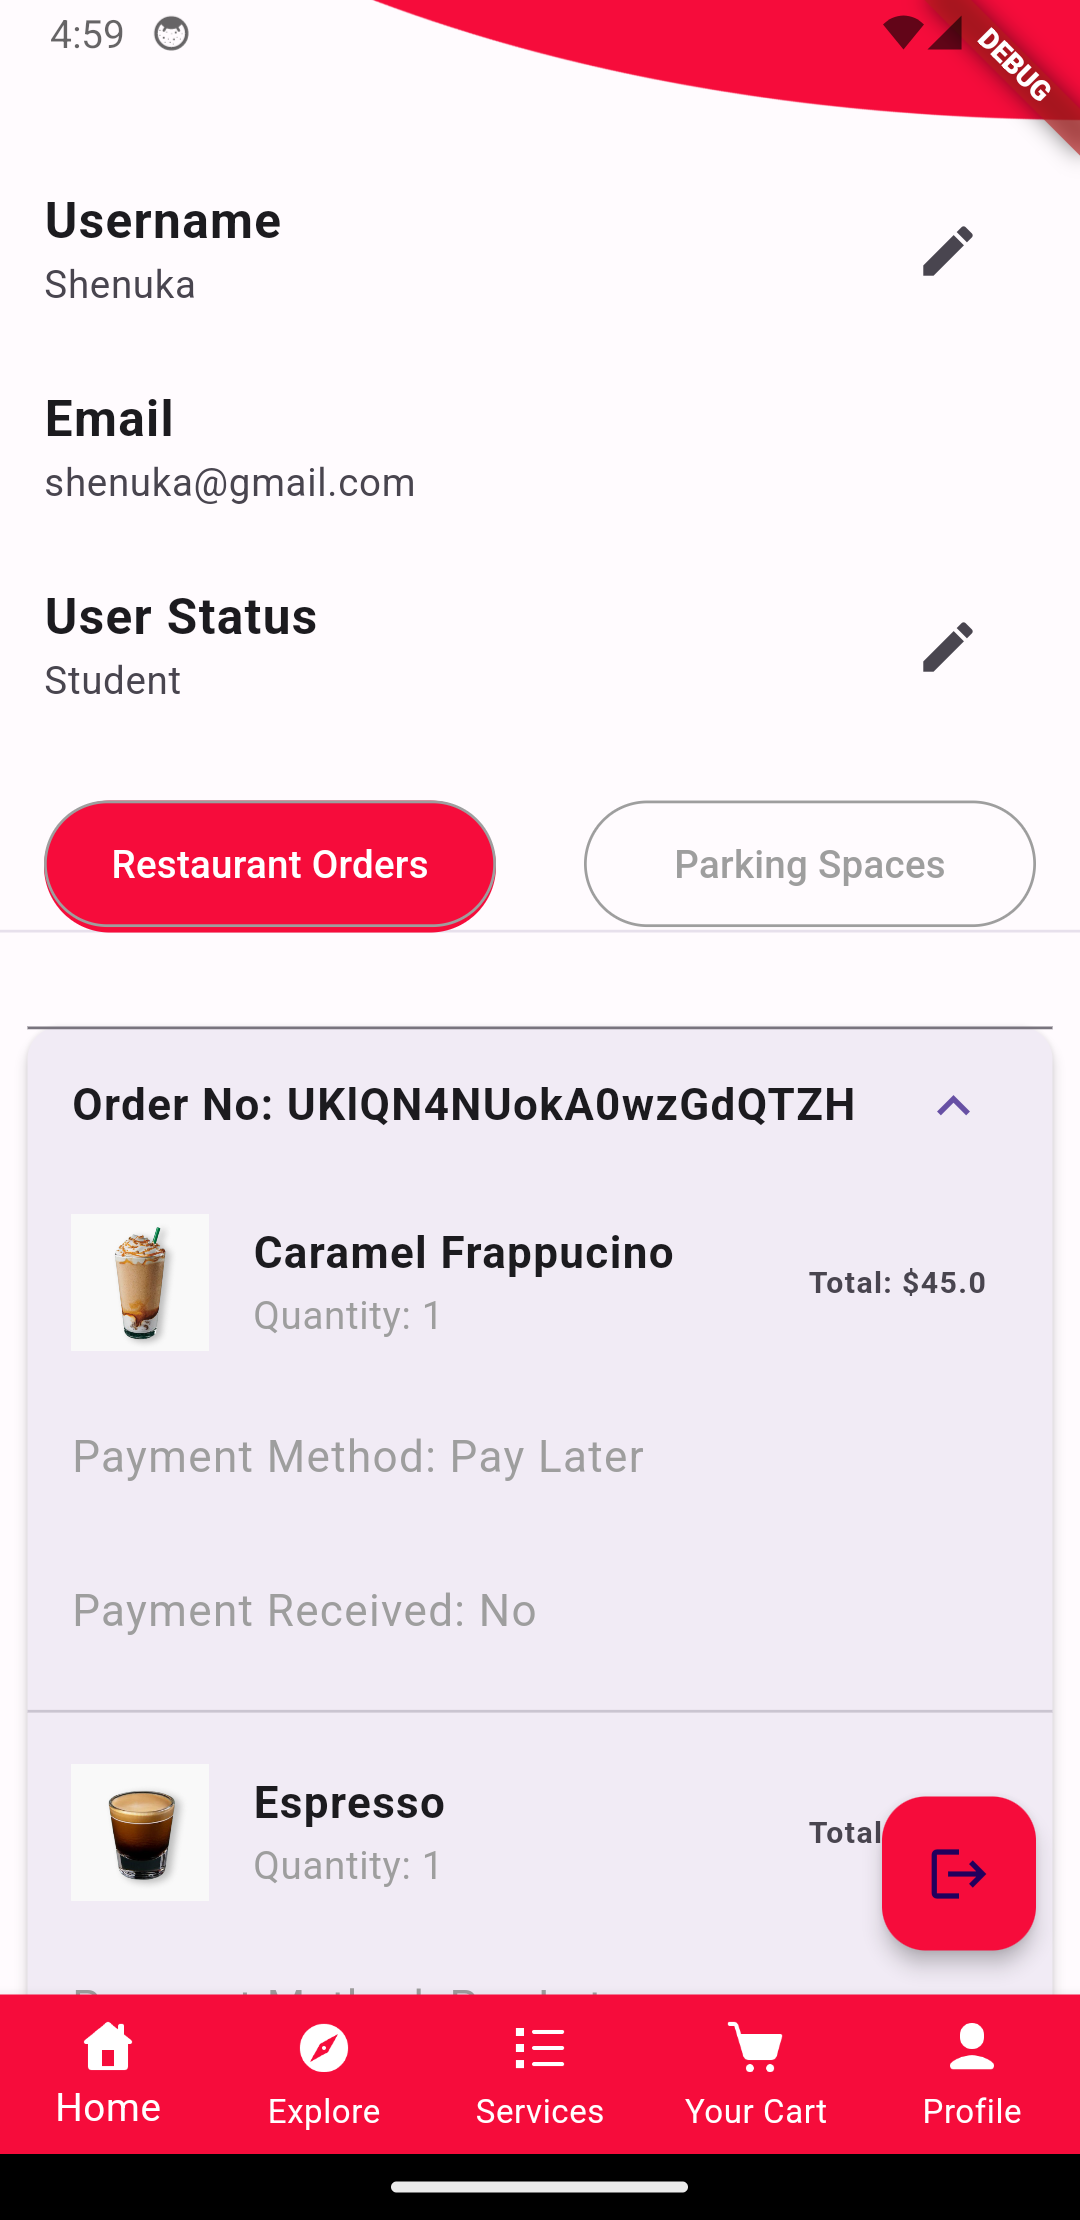 4:59
DEBUG
Username
Shenuka
Email
shenuka@gmail.com
User Status
Student
Restaurant Orders
Parking Spaces
Order No: UKlQN4NUokA0wzGdQTZH
Caramel Frappucino
Quantity: 1
Total: $45.0
Payment Method: Pay Later
Payment Received: No
Espresso
Quantity: 1
Total
Home
Explore
Services
Your Cart
Profile